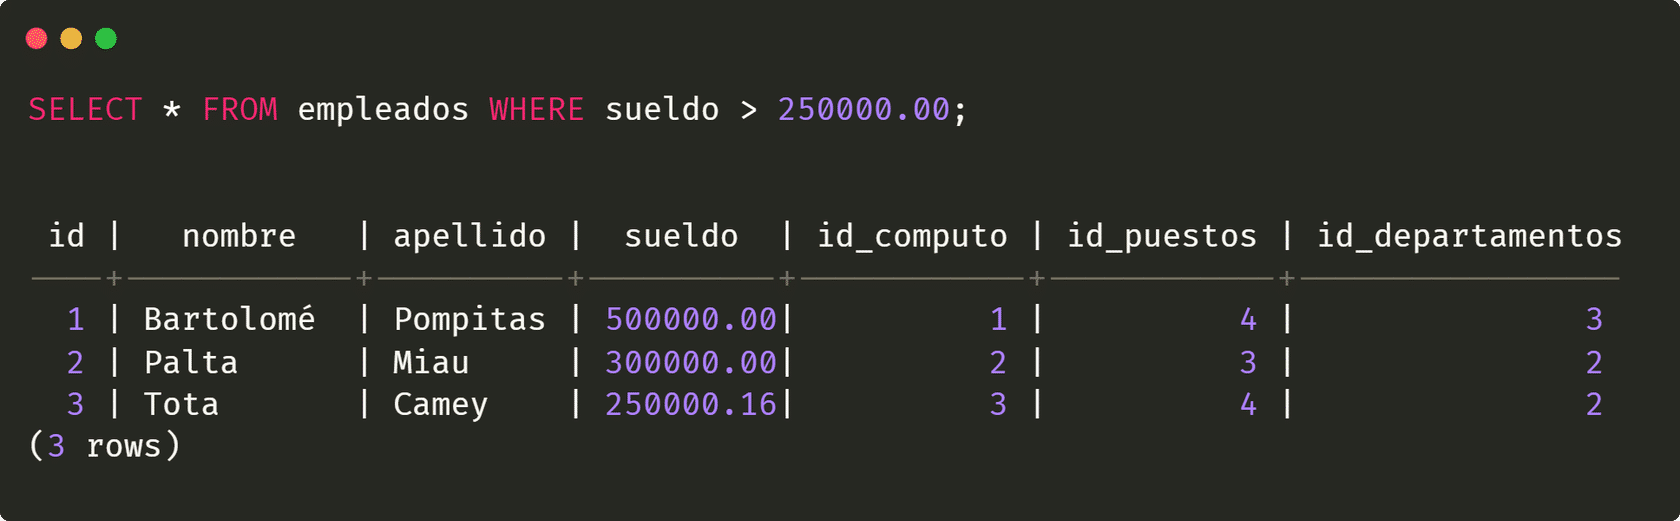 SELECT * FROM empleados WHERE sueldo > 250000.00;
id | nombre | apellido | sueldo | id_computo | id_puestos | id_departamentos
----+------------+----------+----------+------------+------------+-----------------
1 | Bartolomé | Pompitas | 500000.00| 1 | 4 | 3
2 | Palta | Miau | 300000.00| 2 | 3 | 2
3 | Tota | Camey | 250000.16| 3 | 4 | 2
(3 rows)